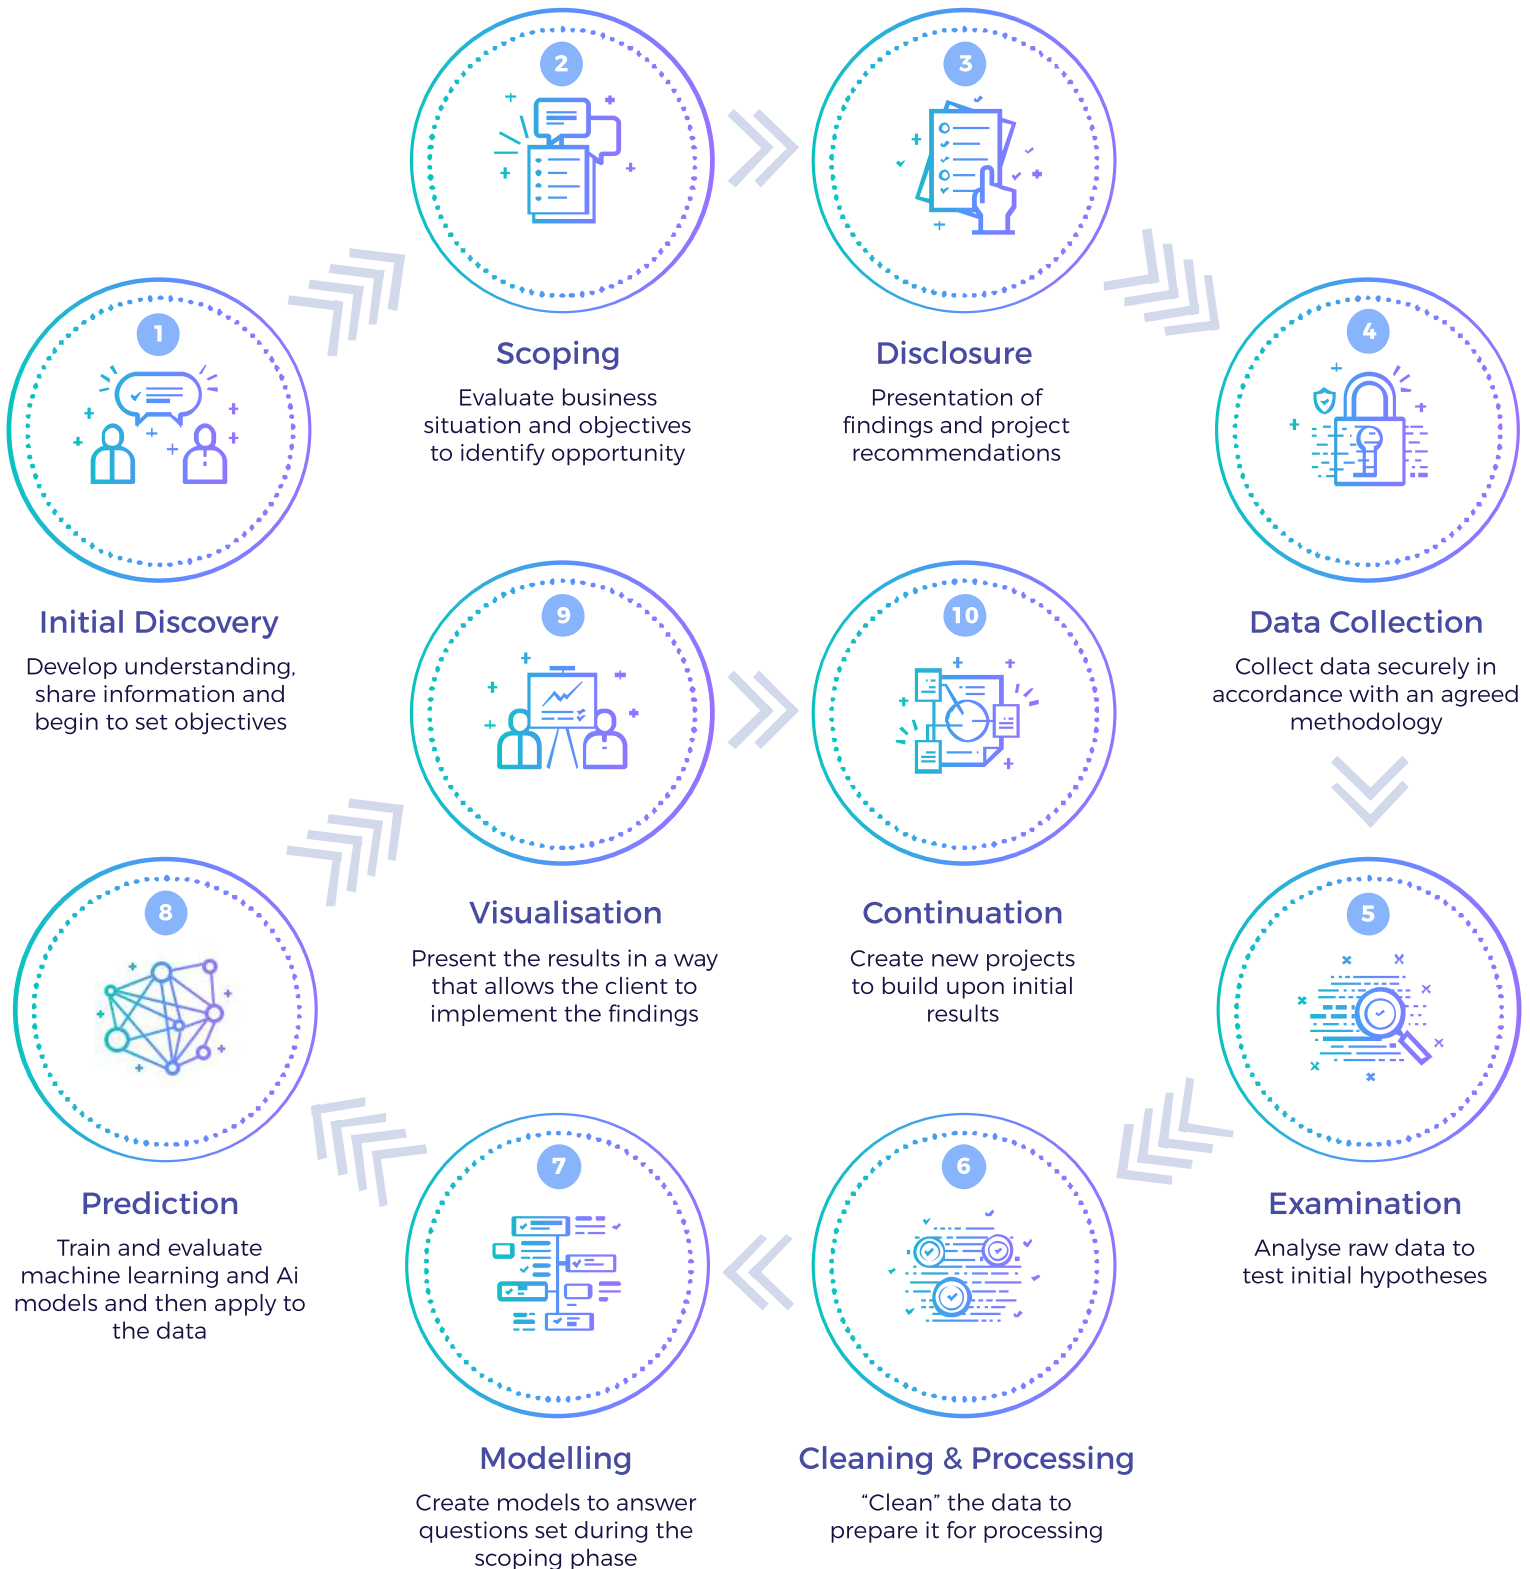 1
Initial Discovery
Develop understanding,
share information and
begin to set objectives
2
Scoping
Evaluate business
situation and objectives
to identify opportunity
3
Disclosure
Presentation of
findings and project
recommendations
4
Data Collection
Collect data securely in
accordance with an agreed
methodology
5
Examination
Analyse raw data to
test initial hypotheses
6
Cleaning & Processing
“Clean” the data to
prepare it for processing
7
Modelling
Create models to answer
questions set during the
scoping phase
8
Prediction
Train and evaluate
machine learning and Ai
models and then apply to
the data
9
Visualisation
Present the results in a way
that allows the client to
implement the findings
10
Continuation
Create new projects
to build upon initial
results